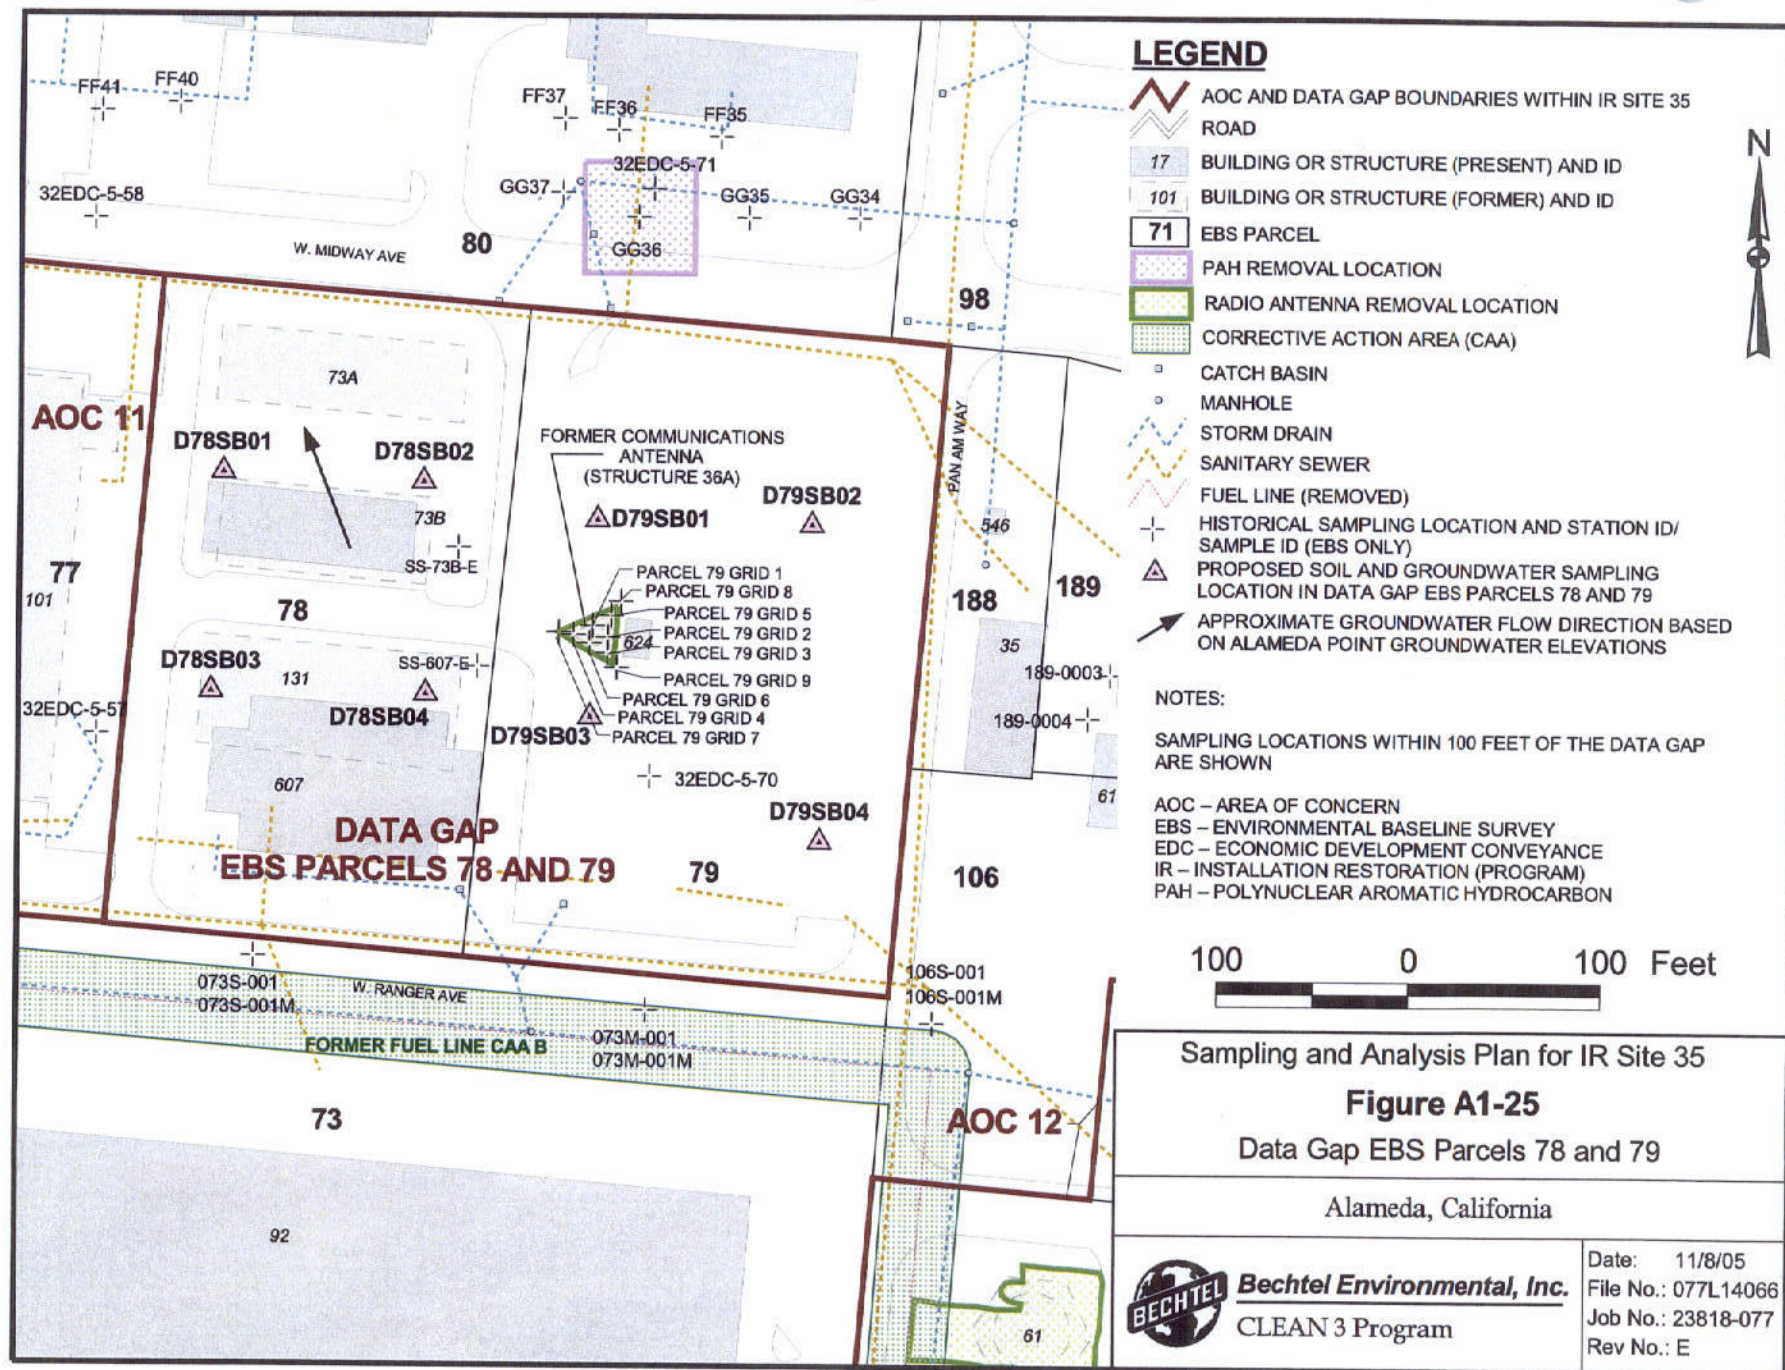 FF41
FF40
FF37
FF36
FF35
32EDC-5-71
32EDC-5-58
GG37
GG35
GG34
GG36
W. MIDWAY AVE
80
98
73A
AOC 11
D78SB01
D78SB02
FORMER COMMUNICATIONS
ANTENNA
(STRUCTURE 36A)
PAN AM WAY
73B
D79SB01
D79SB02
546
SS-73B-E
77
101
PARCEL 79 GRID 1
PARCEL 79 GRID 8
PARCEL 79 GRID 5
PARCEL 79 GRID 2
PARCEL 79 GRID 3
PARCEL 79 GRID 9
PARCEL 79 GRID 6
PARCEL 79 GRID 4
PARCEL 79 GRID 7
624
78
188
189
35
D78SB03
131
SS-607-E
D78SB04
189-0003
189-0004
32EDC-5-57
D79SB03
32EDC-5-70
607
61
D79SB04
DATA GAP
EBS PARCELS 78 AND 79
79
106
073S-001
073S-001M
W. RANGER AVE
106S-001
106S-001M
FORMER FUEL LINE CAA B
073M-001
073M-001M
73
AOC 12
92
61
LEGEND
AOC AND DATA GAP BOUNDARIES WITHIN IR SITE 35
ROAD
17 BUILDING OR STRUCTURE (PRESENT) AND ID
101 BUILDING OR STRUCTURE (FORMER) AND ID
71 EBS PARCEL
PAH REMOVAL LOCATION
RADIO ANTENNA REMOVAL LOCATION
CORRECTIVE ACTION AREA (CAA)
CATCH BASIN
MANHOLE
STORM DRAIN
SANITARY SEWER
FUEL LINE (REMOVED)
HISTORICAL SAMPLING LOCATION AND STATION ID/
SAMPLE ID (EBS ONLY)
PROPOSED SOIL AND GROUNDWATER SAMPLING
LOCATION IN DATA GAP EBS PARCELS 78 AND 79
APPROXIMATE GROUNDWATER FLOW DIRECTION BASED
ON ALAMEDA POINT GROUNDWATER ELEVATIONS
N
NOTES:
SAMPLING LOCATIONS WITHIN 100 FEET OF THE DATA GAP
ARE SHOWN
AOC – AREA OF CONCERN
EBS – ENVIRONMENTAL BASELINE SURVEY
EDC – ECONOMIC DEVELOPMENT CONVEYANCE
IR – INSTALLATION RESTORATION (PROGRAM)
PAH – POLYNUCLEAR AROMATIC HYDROCARBON
100 0 100 Feet
Sampling and Analysis Plan for IR Site 35
Figure A1-25
Data Gap EBS Parcels 78 and 79
Alameda, California
BECHTEL
Bechtel Environmental, Inc.
CLEAN 3 Program
Date: 11/8/05
File No.: 077L14066
Job No.: 23818-077
Rev No.: E